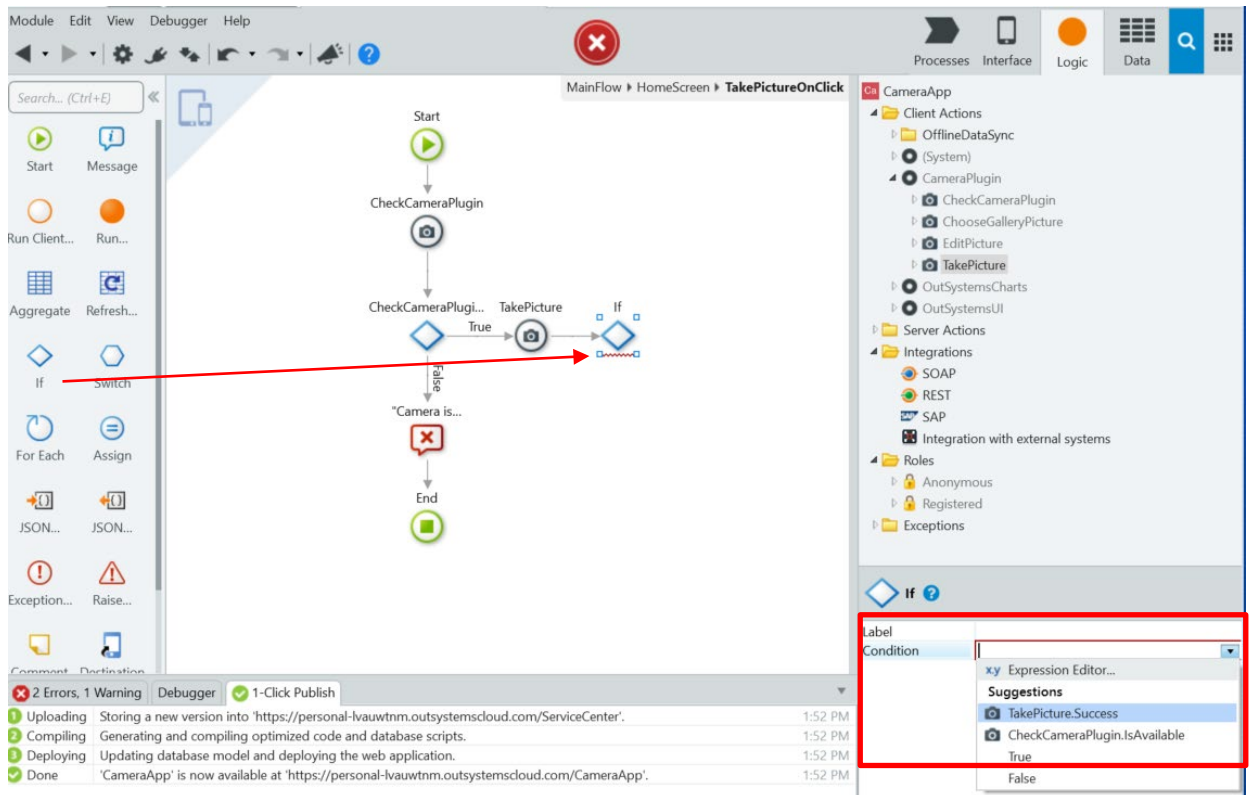 Module Edit View Debugger Help
Processes Interface Logic Data
Search... (Ctrl+E)
Start Message
Run Client... Run...
Aggregate Refresh...
If Switch
For Each Assign
JSON... JSON...
Exception... Raise...
Comment Destination
MainFlow HomeScreen TakePictureOnClick
Start
CheckCameraPlugin
CheckCameraPlugi... TakePicture If
True
False
"Camera is...
End
Ca CameraApp
Client Actions
OfflineDataSync
(System)
CameraPlugin
CheckCameraPlugin
ChooseGalleryPicture
EditPicture
TakePicture
OutSystemsCharts
OutSystemsUI
Server Actions
Integrations
SOAP
REST
SAP
Integration with external systems
Roles
Anonymous
Registered
Exceptions
If
Label
Condition
x.y Expression Editor...
Suggestions
TakePicture.Success
CheckCameraPlugin.IsAvailable
True
False
2 Errors, 1 Warning Debugger 1-Click Publish
1 Uploading Storing a new version into 'https://personal-lvauwtnm.outsystemscloud.com/ServiceCenter'. 1:52 PM
2 Compiling Generating and compiling optimized code and database scripts. 1:52 PM
3 Deploying Updating database model and deploying the web application. 1:52 PM
Done 'CameraApp' is now available at 'https://personal-lvauwtnm.outsystemscloud.com/CameraApp'. 1:52 PM